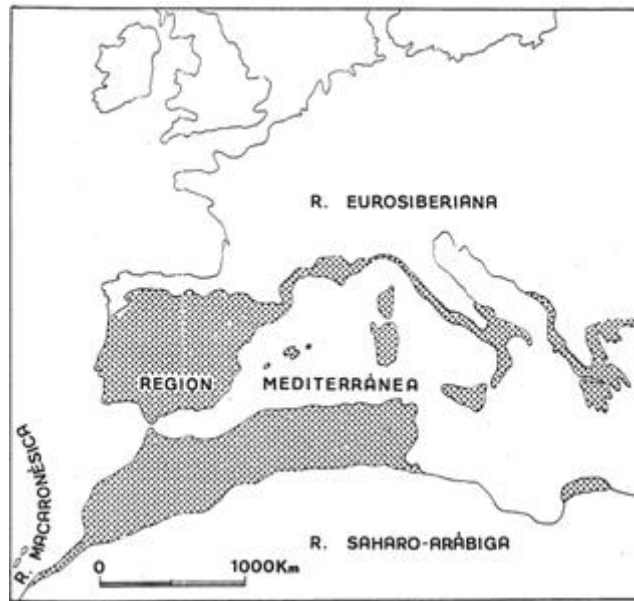 R. EUROSIBERIANA
REGION MEDITERRÁNEA
R. MACARONÉSICA
R. SAHARO-ARÁBIGA
0 1000Km